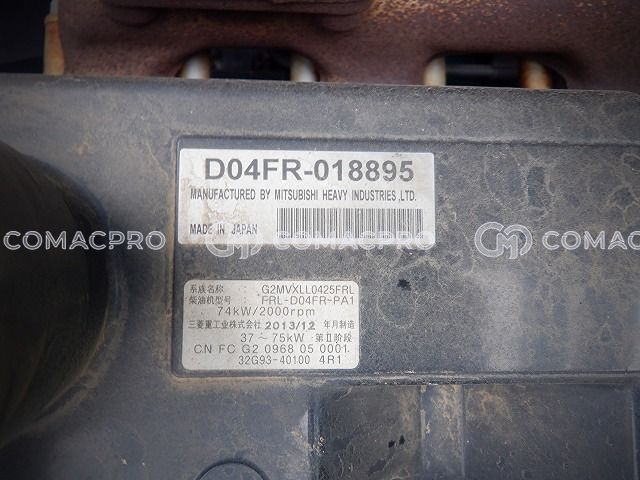 D04FR-018895
MANUFACTURED BY MITSUBISHI HEAVY INDUSTRIES ,LTD.
MADE IN JAPAN
COMACPRO
COMACPRO
COMAC
系族名称: G2MVXLL0425FRL
柴油机型号: FRL-D04FR-PA1
74kW/2000rpm
三菱重工业株式会社 2013/12 年月制造
37~75kW 第Ⅱ阶段
CN FC G2 0968 05 0001
32G93-40100 4R1